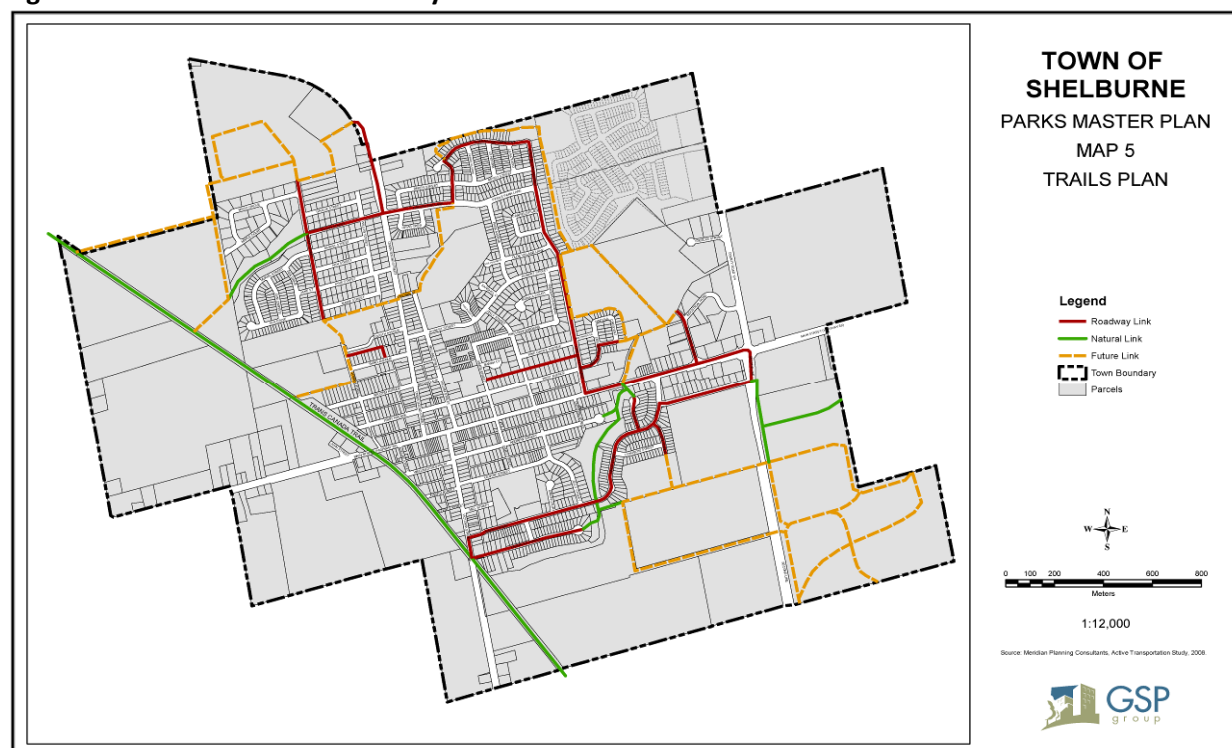 TOWN OF
SHELBURNE
PARKS MASTER PLAN
MAP 5
TRAILS PLAN
Legend
Roadway Link
Natural Link
Future Link
Town Boundary
Parcels
TRANS CANADA TRAIL
N
W E
S
0 100 200 400 600 800
Meters
1:12,000
Source: Meridian Planning Consultants, Active Transportation Study, 2008.
GSP
group